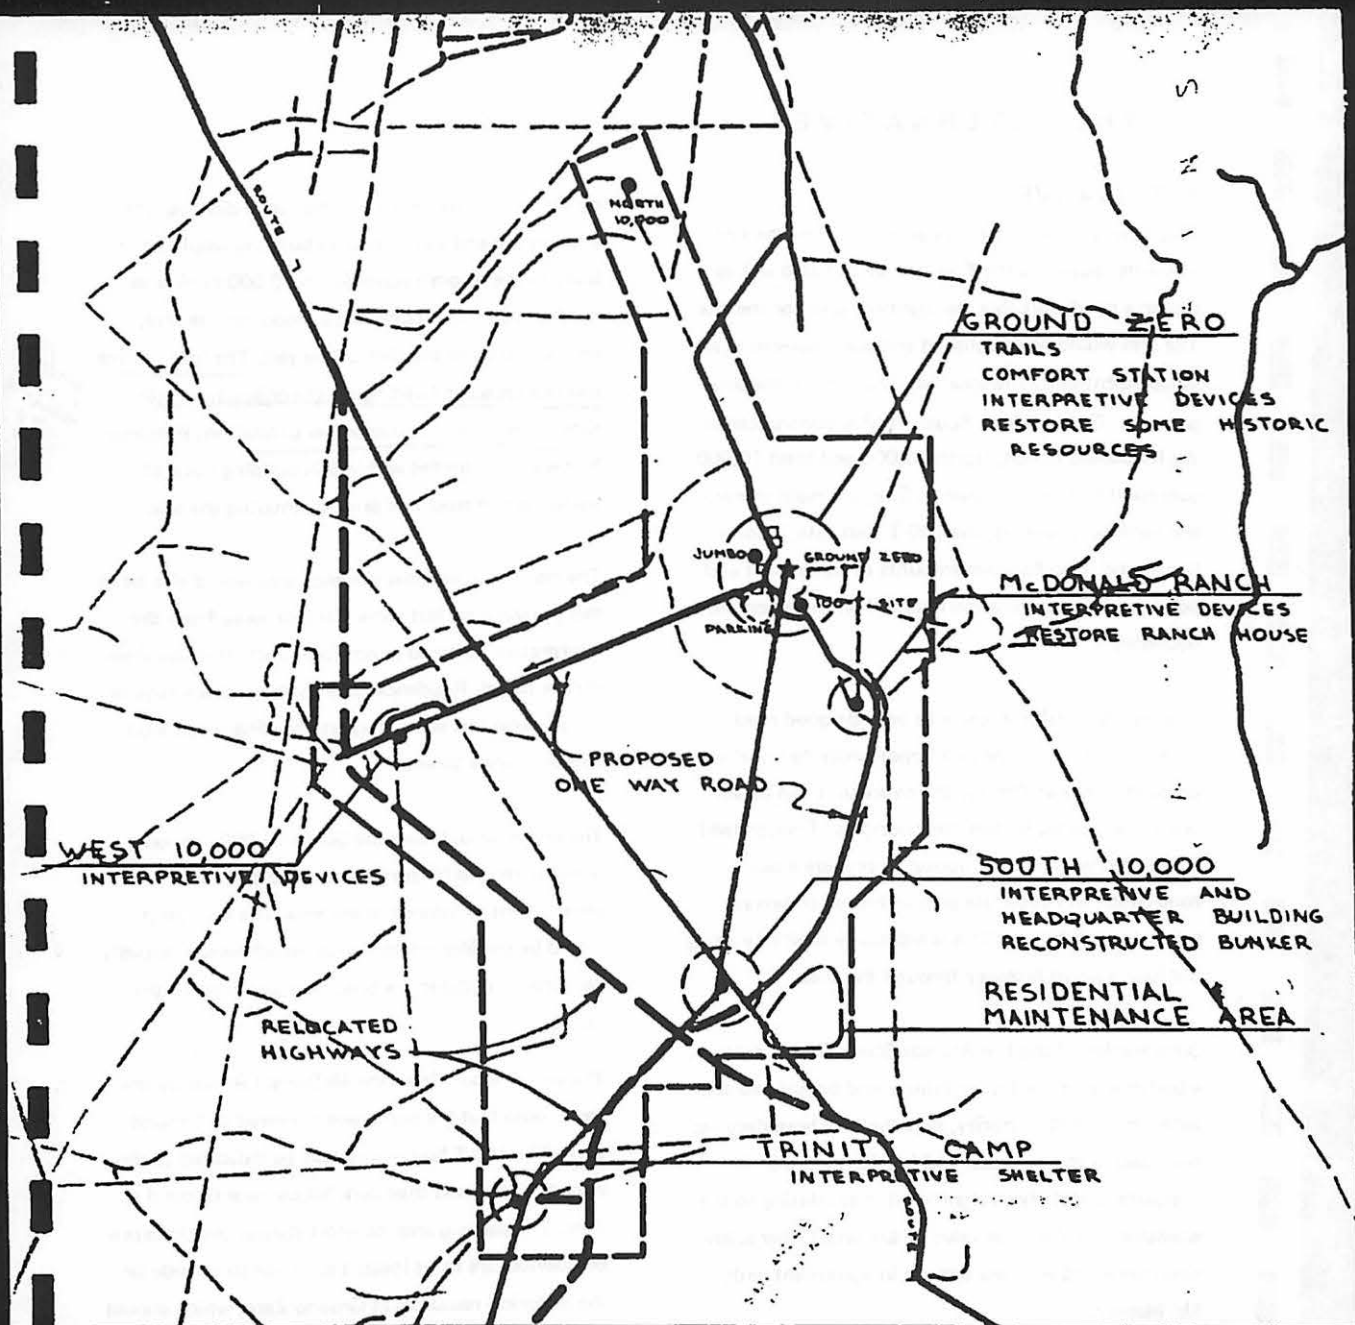 S
N
I
ROUTE 7
NORTH
10,000
GROUND ZERO
TRAILS
COMFORT STATION
INTERPRETIVE DEVICES
RESTORE SOME HISTORIC
RESOURCES
JUMBO
GROUND ZERO
100 T. SITE
PARKING
McDONALD RANCH
INTERPRETIVE DEVICES
RESTORE RANCH HOUSE
PROPOSED
ONE WAY ROAD
WEST 10,000
INTERPRETIVE DEVICES
SOUTH 10,000
INTERPRETIVE AND
HEADQUARTER BUILDING
RECONSTRUCTED BUNKER
RESIDENTIAL
MAINTENANCE AREA
RELOCATED
HIGHWAYS
TRINITY CAMP
INTERPRETIVE SHELTER